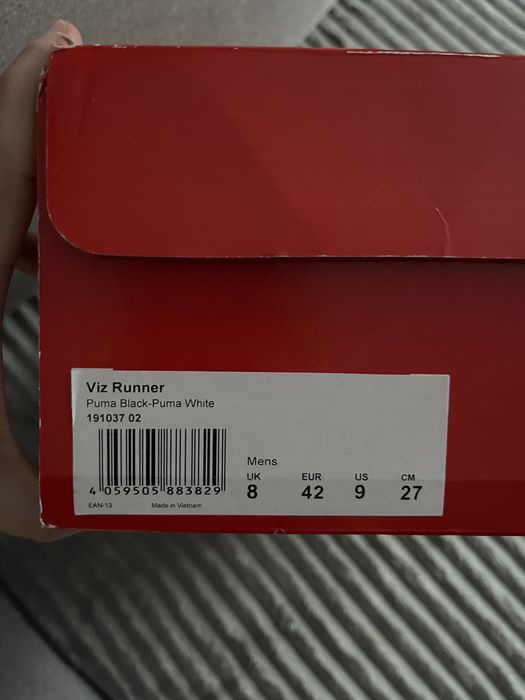 Viz Runner
Puma Black-Puma White
191037 02
4 059505 883829
EAN-13 Made in Vietnam
Mens
UK EUR US CM
8 42 9 27